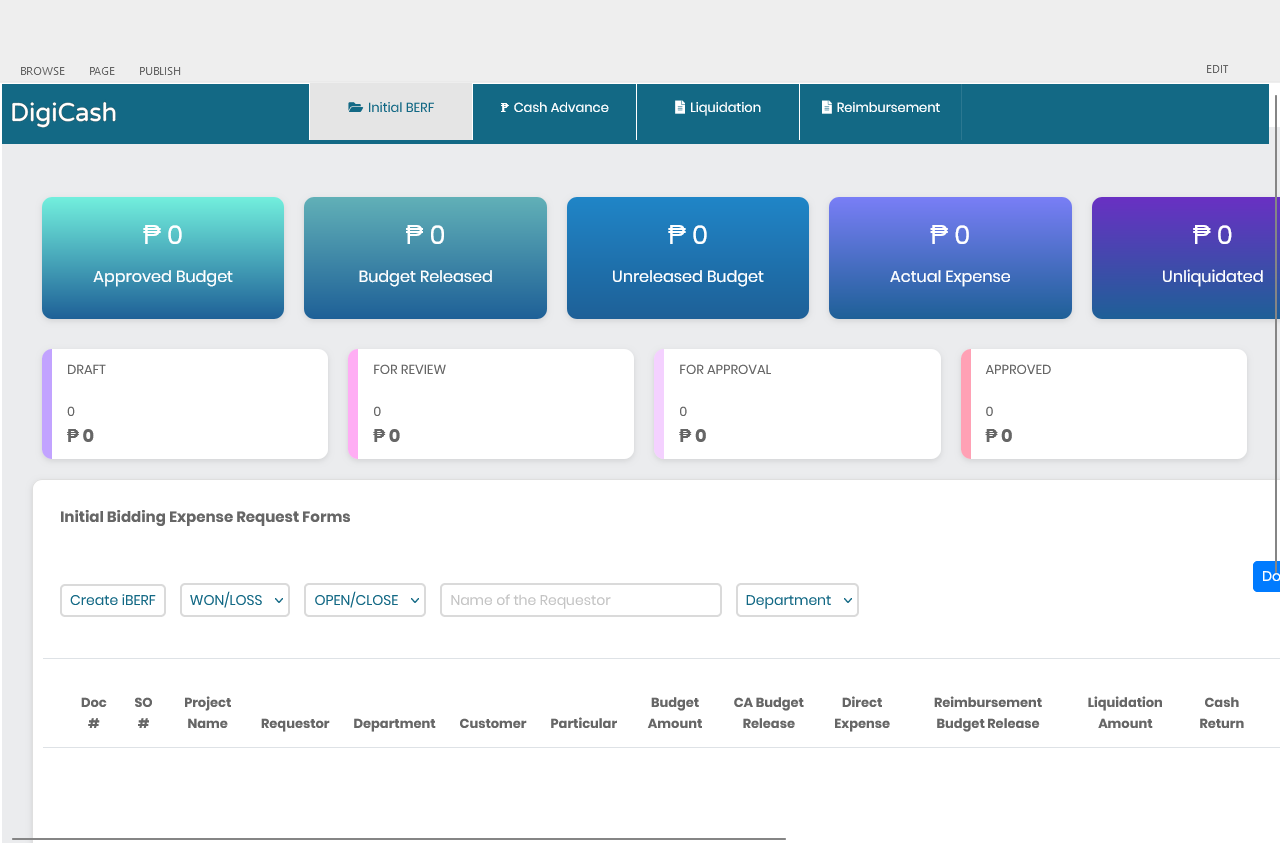 BROWSE PAGE PUBLISH EDIT
DigiCash
Initial BERF ₱ Cash Advance Liquidation Reimbursement
₱ 0 ₱ 0 ₱ 0 ₱ 0 ₱ 0
Approved Budget Budget Released Unreleased Budget Actual Expense Unliquidated
DRAFT FOR REVIEW FOR APPROVAL APPROVED
0 0 0 0
₱ 0 ₱ 0 ₱ 0 ₱ 0
Initial Bidding Expense Request Forms
Do
Create iBERF WON/LOSS OPEN/CLOSE Name of the Requestor Department
Doc SO Project Budget CA Budget Direct Reimbursement Liquidation Cash
# # Name Requestor Department Customer Particular Amount Release Expense Budget Release Amount Return